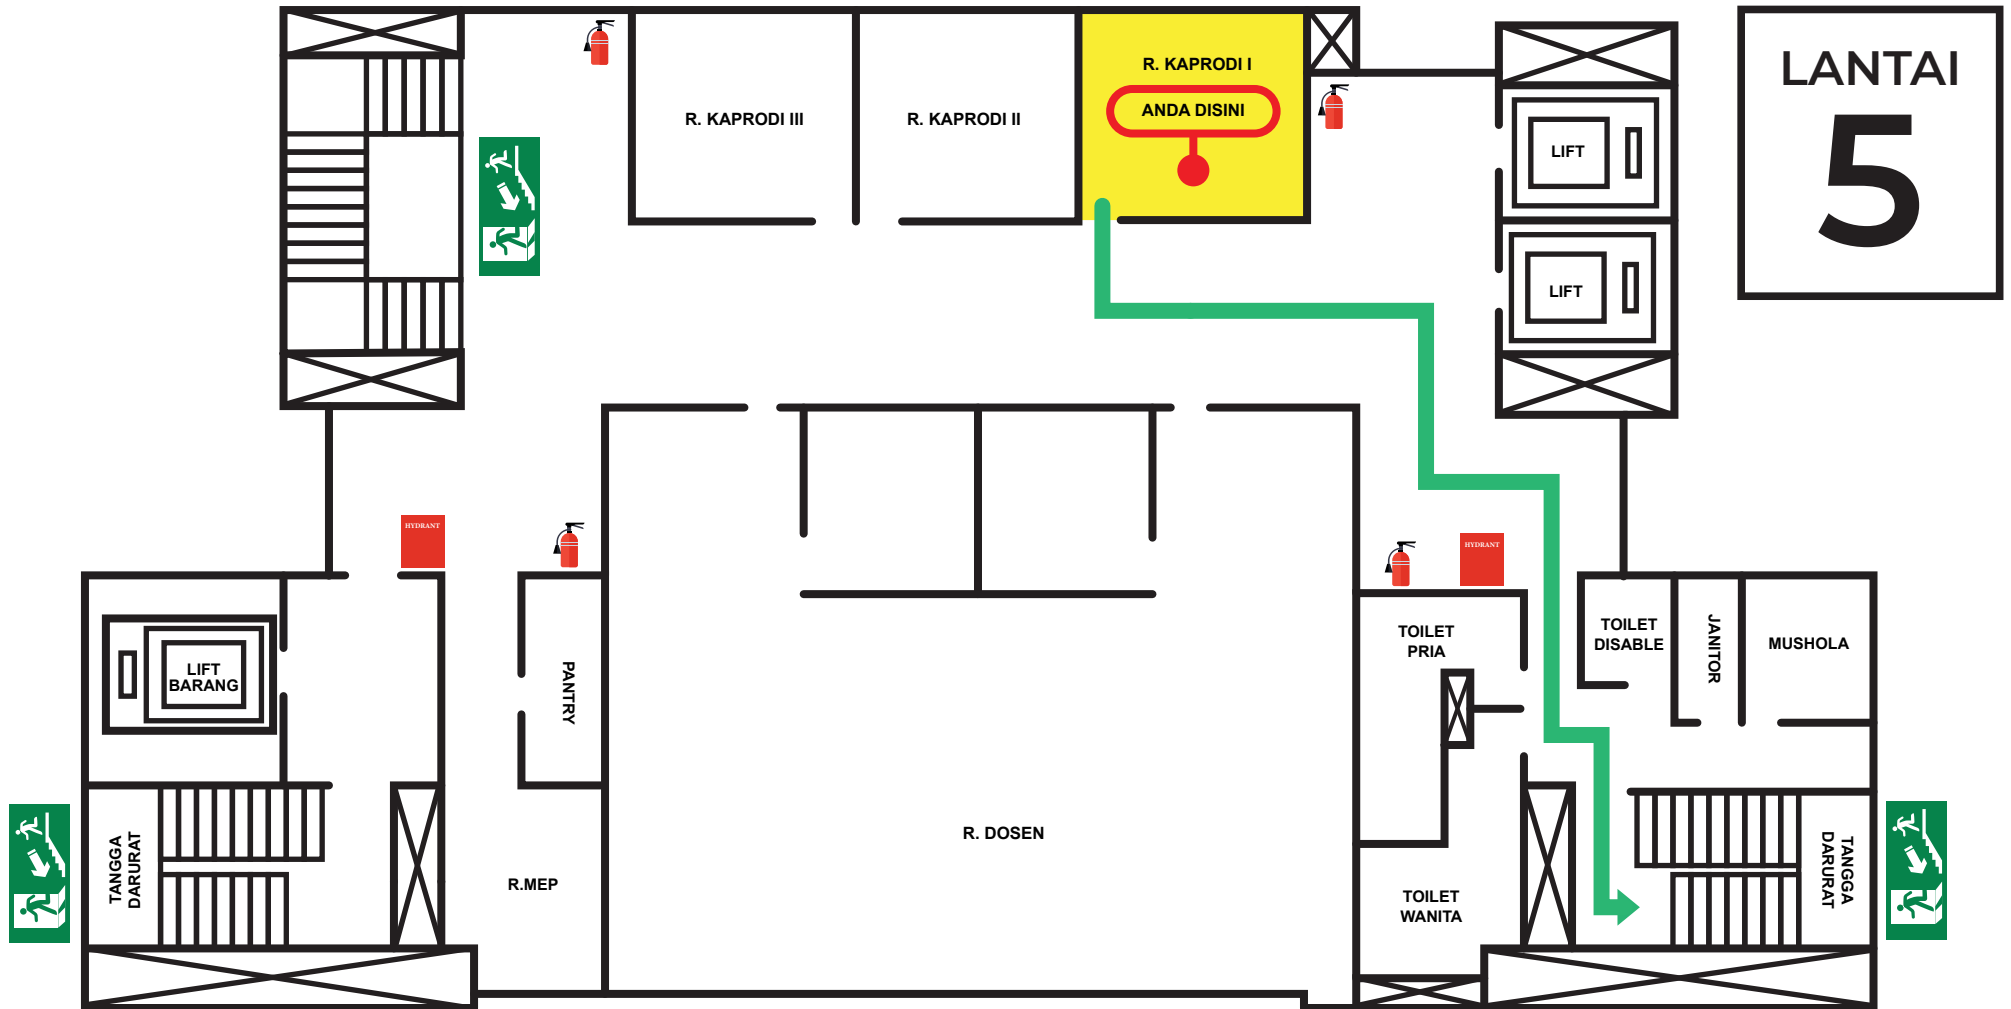 LANTAI
5
R. KAPRODI I
ANDA DISINI
R. KAPRODI III
R. KAPRODI II
LIFT
LIFT
HYDRANT
HYDRANT
TOILET
PRIA
TOILET
DISABLE
JANITOR
MUSHOLA
LIFT
BARANG
PANTRY
R. DOSEN
TANGGA
DARURAT
R.MEP
TOILET
WANITA
TANGGA
DARURAT